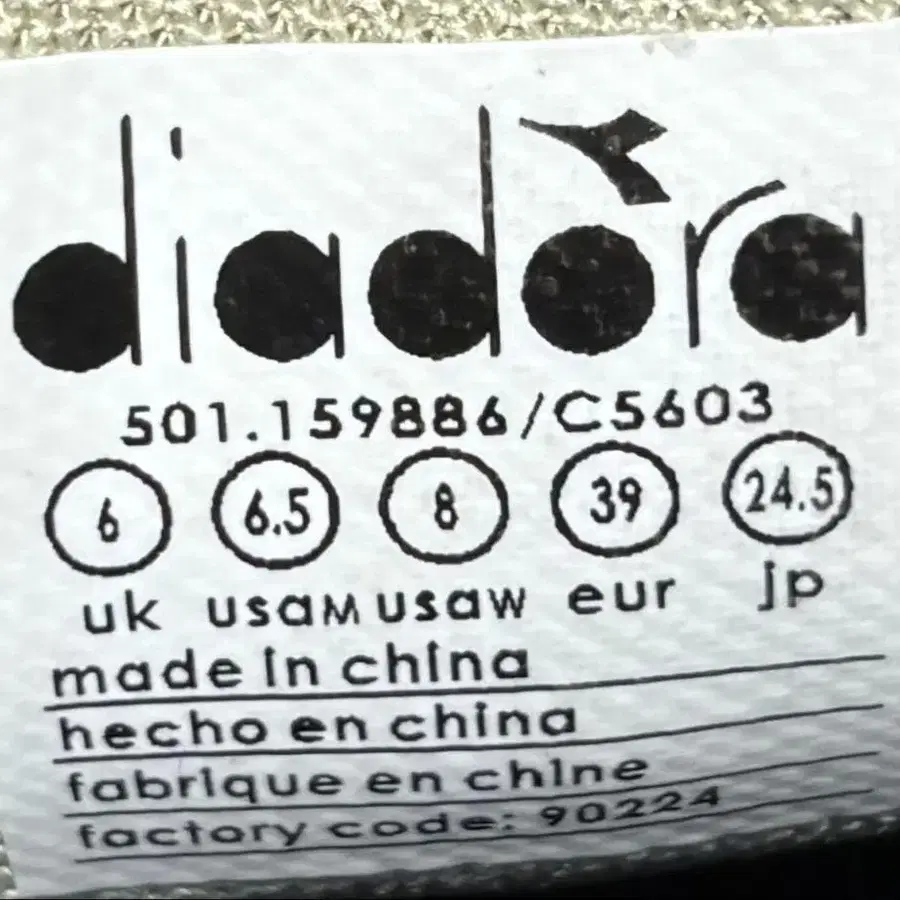 diadora
501.159886/C5603
6 6.5 8 39 24.5
uk usaM usaw eur jp
made in china
hecho en china
fabrique en chine
factory code: 90224